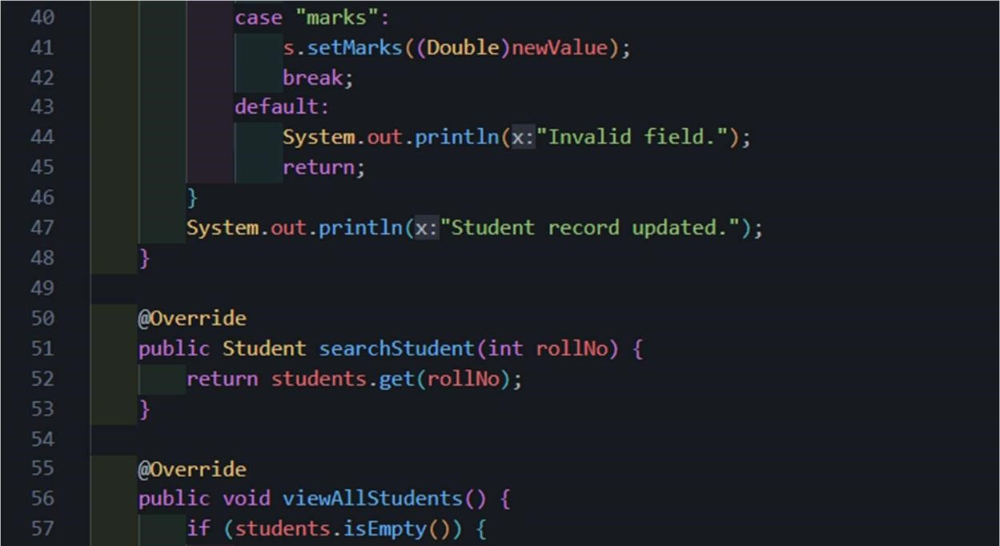 40 case "marks":
41 s.setMarks((Double)newValue);
42 break;
43 default:
44 System.out.println(x:"Invalid field.");
45 return;
46 }
47 System.out.println(x:"Student record updated.");
48 }
49
50 @Override
51 public Student searchStudent(int rollNo) {
52 return students.get(rollNo);
53 }
54
55 @Override
56 public void viewAllStudents() {
57 if (students.isEmpty()) {